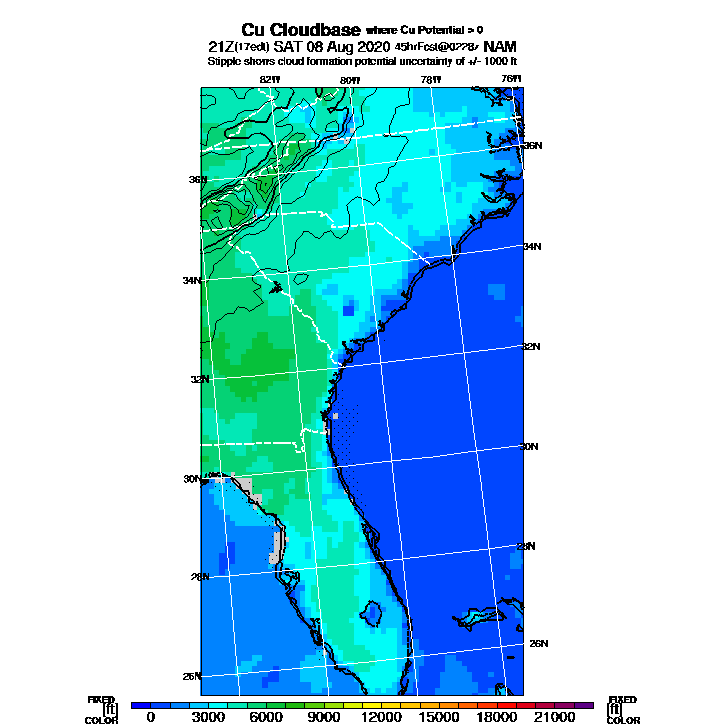 Cu Cloudbase where Cu Potential > 0
21Z(17edt) SAT 08 Aug 2020 45hrFcst@0228z NAM
Stipple shows cloud formation potential uncertainty of +/- 1000 ft
82W 80W 78W 76W
36N
36N
34N
34N
32N
32N
30N
30N
28N
28N
26N
26N
FIXED [ft] COLOR
0 3000 6000 9000 12000 15000 18000 21000
FIXED [ft] COLOR